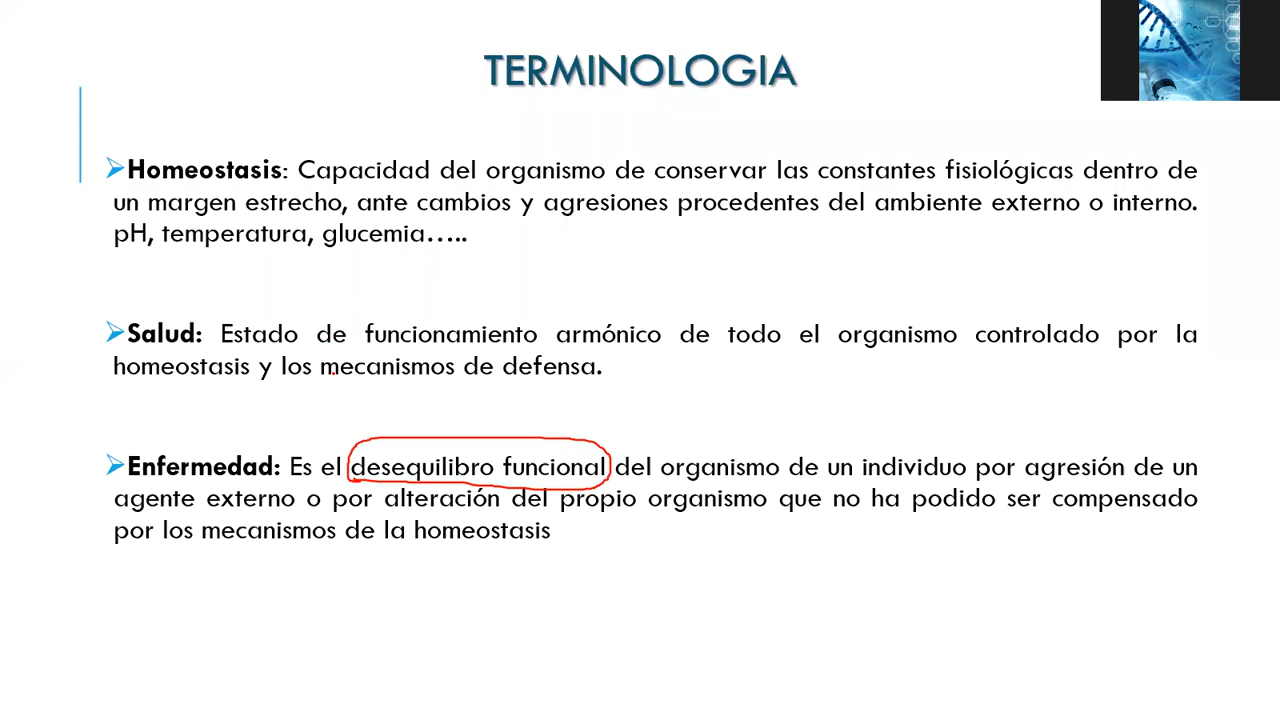 TERMINOLOGIA
➢Homeostasis: Capacidad del organismo de conservar las constantes fisiológicas dentro de
un margen estrecho, ante cambios y agresiones procedentes del ambiente externo o interno.
pH, temperatura, glucemia…..
➢Salud: Estado de funcionamiento armónico de todo el organismo controlado por la
homeostasis y los mecanismos de defensa.
➢Enfermedad: Es el desequilibro funcional del organismo de un individuo por agresión de un
agente externo o por alteración del propio organismo que no ha podido ser compensado
por los mecanismos de la homeostasis